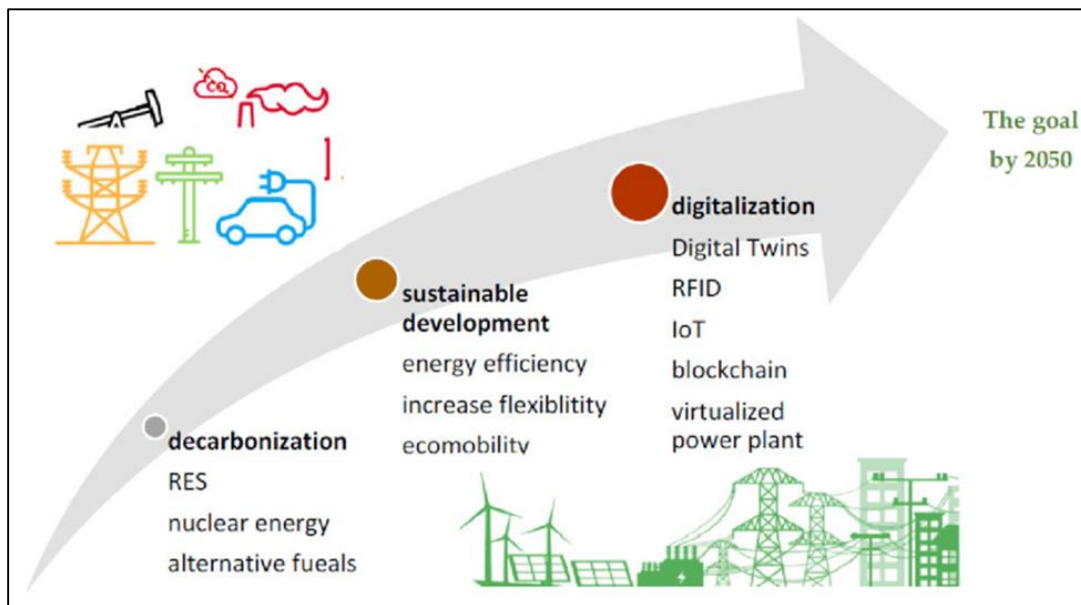 CO₂
The goal
by 2050
digitalization
Digital Twins
RFID
IoT
blockchain
virtualized
power plant
sustainable
development
energy efficiency
increase flexiblitity
ecomobility
decarbonization
RES
nuclear energy
alternative fueals